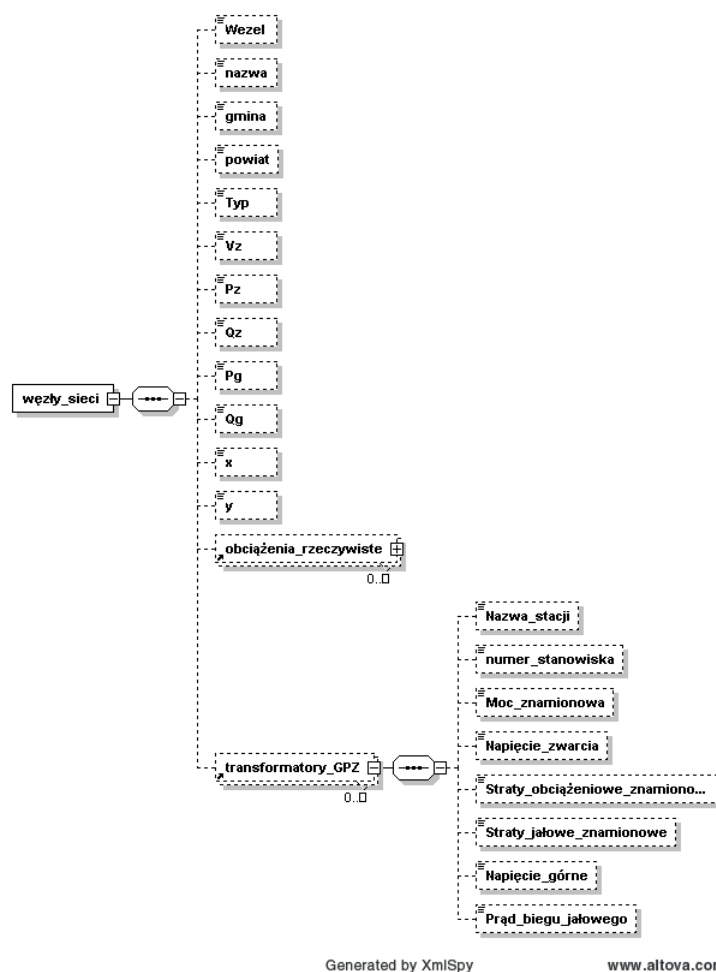 Wezel
nazwa
gmina
powiat
Typ
Vz
Pz
Qz
Pg
węzły_sieci
Qg
x
y
obciążenia_rzeczywiste
0..
Nazwa_stacji
numer_stanowiska
Moc_znamionowa
Napięcie_zwarcia
transformatory_GPZ
0..
Straty_obciążeniowe_znamiono...
Straty_jałowe_znamionowe
Napięcie_górne
Prąd_biegu_jałowego
Generated by XmlSpy www.altova.com